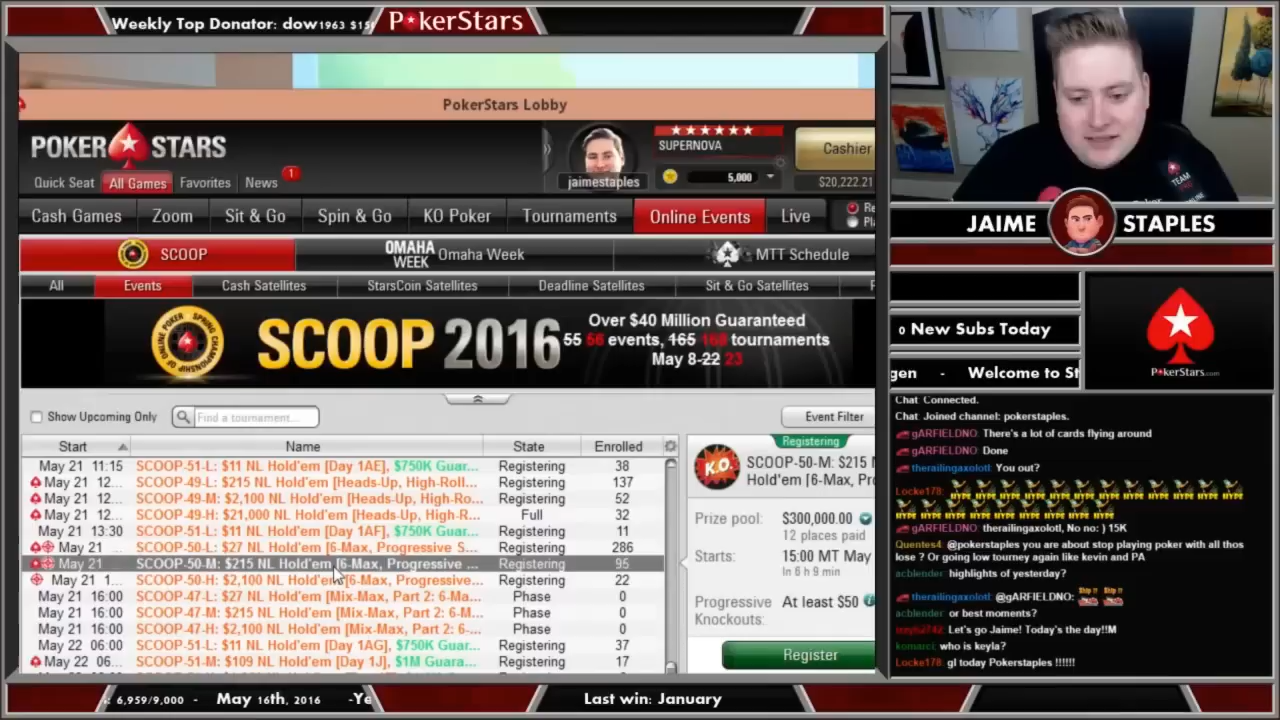 Weekly Top Donator: dow1963 $15
PokerStars
PokerStars Lobby
POKER STARS
Quick Seat
All Games
Favorites
News
1
SUPERNOVA
jaimestaples
5,000
Cashier
$20,222.21
Cash Games
Zoom
Sit & Go
Spin & Go
KO Poker
Tournaments
Online Events
Live
SCOOP
OMAHA WEEK
Omaha Week
MTT Schedule
All
Events
Cash Satellites
StarsCoin Satellites
Deadline Satellites
Sit & Go Satellites
SCOOP 2016
Over $40 Million Guaranteed
55 56 events, 165 168 tournaments
May 8-22 23
Show Upcoming Only
Find a tournament...
Event Filter
Start Name State Enrolled
May 21 11:15 SCOOP-51-L: $11 NL Hold'em [Day 1AE], $750K Guar... Registering 38
May 21 12... SCOOP-49-L: $215 NL Hold'em [Heads-Up, High-Roll... Registering 137
May 21 12... SCOOP-49-M: $2,100 NL Hold'em [Heads-Up, High-Ro... Registering 52
May 21 12... SCOOP-49-H: $21,000 NL Hold'em [Heads-Up, High-R... Full 32
May 21 13:30 SCOOP-51-L: $11 NL Hold'em [Day 1AF], $750K Guar... Registering 11
May 21 ... SCOOP-50-L: $27 NL Hold'em [6-Max, Progressive S... Registering 286
May 21 SCOOP-50-M: $215 NL Hold'em [6-Max, Progressive ... Registering 95
May 21 1... SCOOP-50-H: $2,100 NL Hold'em [6-Max, Progressive... Registering 22
May 21 16:00 SCOOP-47-L: $27 NL Hold'em [Mix-Max, Part 2: 6-Ma... Phase 0
May 21 16:00 SCOOP-47-M: $215 NL Hold'em [Mix-Max, Part 2: 6-... Phase 0
May 21 16:00 SCOOP-47-H: $2,100 NL Hold'em [Mix-Max, Part 2: 6-... Phase 0
May 22 06:00 SCOOP-51-L: $11 NL Hold'em [Day 1AG], $750K Guar... Registering 37
May 22 06... SCOOP-51-M: $109 NL Hold'em [Day 1J], $1M Guara... Registering 17
Registering
K.O.
SCOOP-50-M: $215 N
Hold'em [6-Max, Pro
Prize pool: $300,000.00
12 places paid
Starts: 15:00 MT May
In 6 h 9 min
Progressive Knockouts: At least $50
Register
TEAM
JAIME STAPLES
0 New Subs Today
gen - Welcome to St
PokerStars.com
Chat Connected.
Chat Joined channel: pokerstaples.
gARFIELDNO: There's a lot of cards flying around
gARFIELDNO: Done
therailingaxolotl: You out?
Locke178:
gARFIELDNO: therailingaxolotl, No no: ) 15K
Quentes4: @pokerstaples you are about stop playing poker with all thos
lose ? Or going low tourney again like kevin and PA
acblender: highlights of yesterday?
therailingaxolotl: @gARFIELDNO:
acblender: or best moments?
Let's go Jaime! Today's the day!!M
komarci: who is keyla?
Locke178: gl today Pokerstaples !!!!!!
6,959/9,000 - May 16th, 2016 -Ye
Last win: January